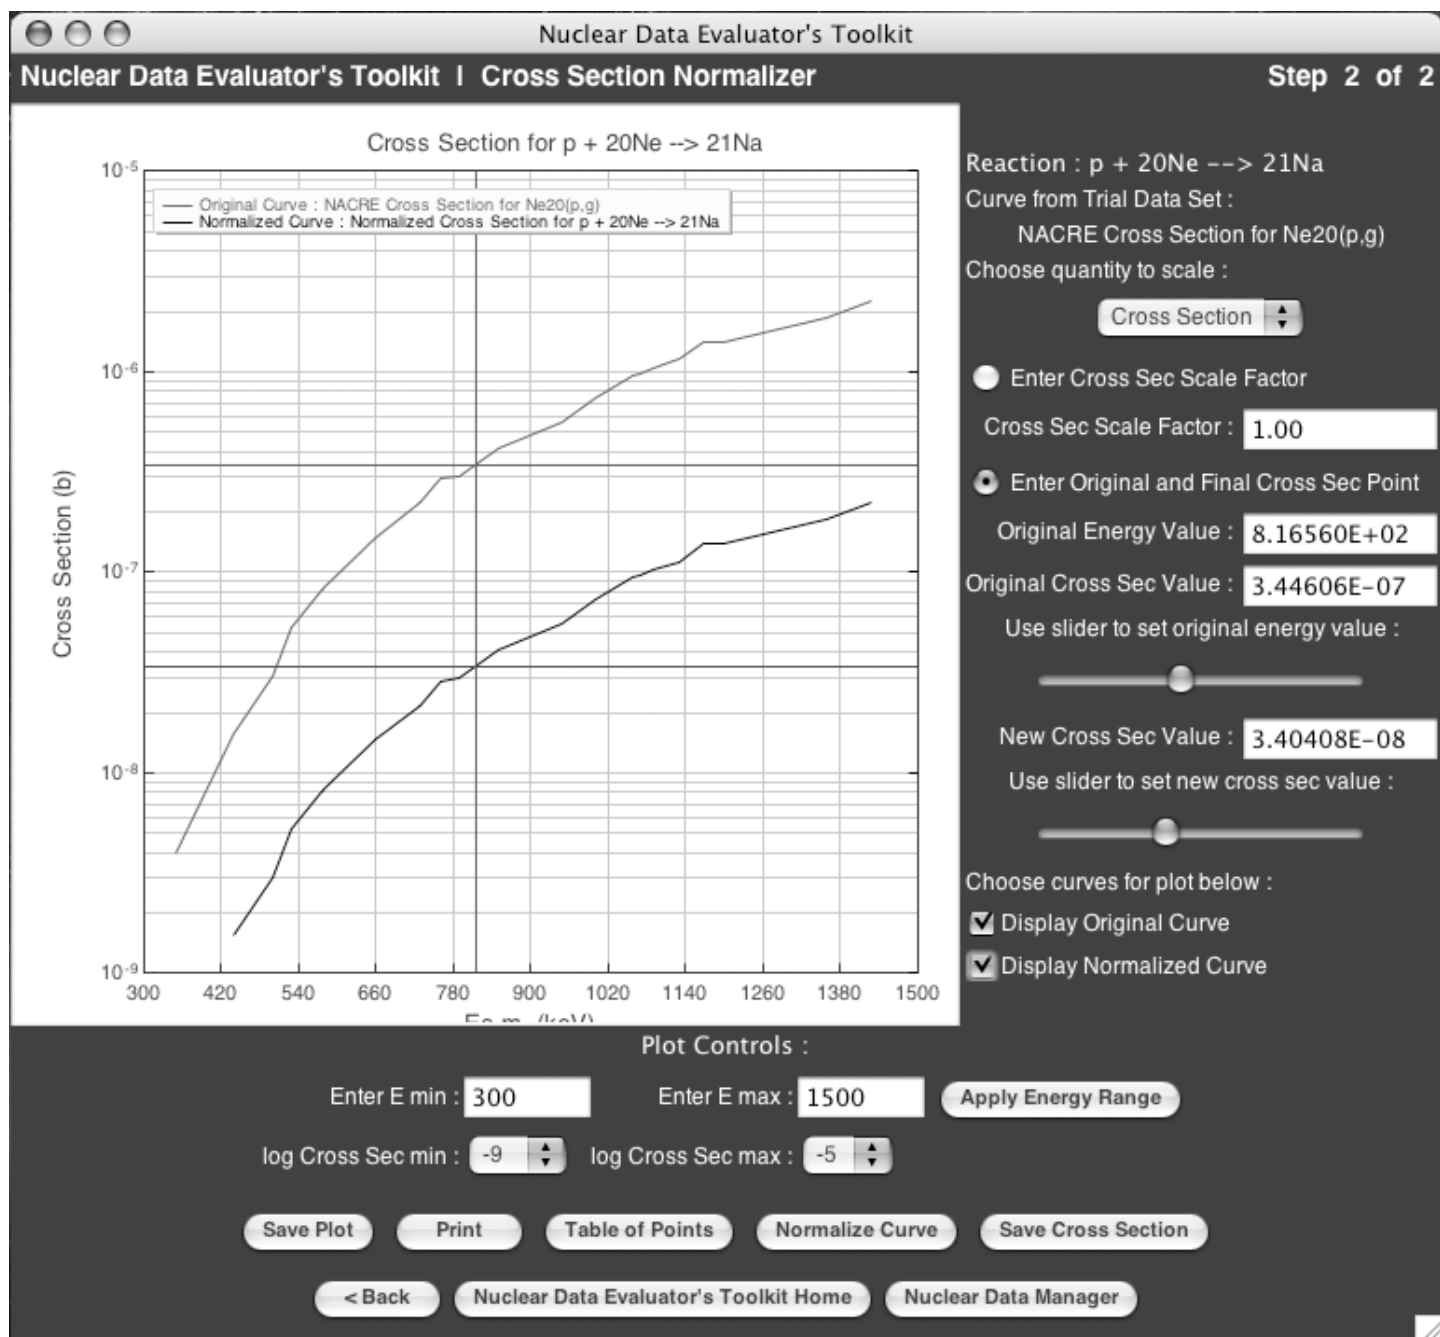 Nuclear Data Evaluator's Toolkit
Nuclear Data Evaluator's Toolkit | Cross Section Normalizer Step 2 of 2
Cross Section for p + 20Ne --> 21Na
Original Curve : NACRE Cross Section for Ne20(p,g)
Normalized Curve : Normalized Cross Section for p + 20Ne --> 21Na
10-5
10-6
10-7
10-8
10-9
Cross Section (b)
300 420 540 660 780 900 1020 1140 1260 1380 1500
Ec.m. (keV)
Reaction : p + 20Ne --> 21Na
Curve from Trial Data Set :
NACRE Cross Section for Ne20(p,g)
Choose quantity to scale :
Cross Section
Enter Cross Sec Scale Factor
Cross Sec Scale Factor : 1.00
Enter Original and Final Cross Sec Point
Original Energy Value : 8.16560E+02
Original Cross Sec Value : 3.44606E-07
Use slider to set original energy value :
New Cross Sec Value : 3.40408E-08
Use slider to set new cross sec value :
Choose curves for plot below :
Display Original Curve
Display Normalized Curve
Plot Controls :
Enter E min : 300 Enter E max : 1500 Apply Energy Range
log Cross Sec min : -9 log Cross Sec max : -5
Save Plot Print Table of Points Normalize Curve Save Cross Section
< Back Nuclear Data Evaluator's Toolkit Home Nuclear Data Manager